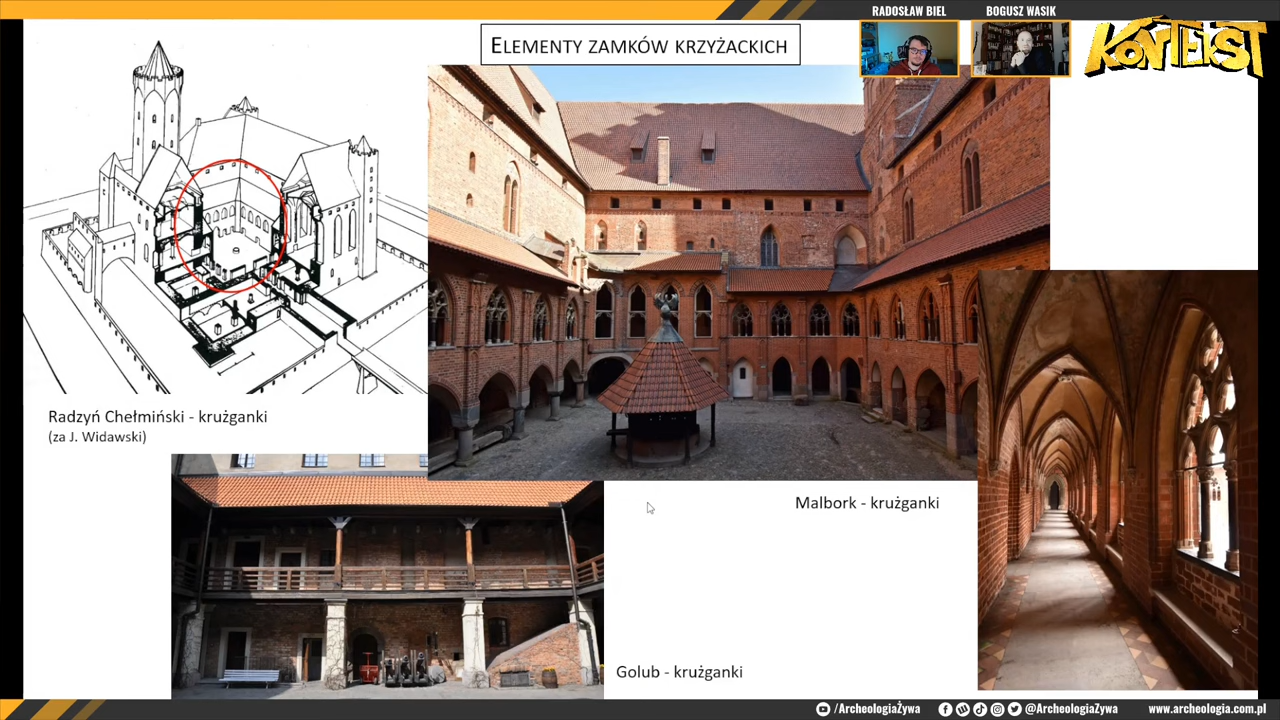 RADOSŁAW BIEL
BOGUSZ WASIK
KONTEKST
ELEMENTY ZAMKÓW KRZYŻACKICH
Radzyń Chełmiński - krużganki
(za J. Widawski)
Malbork - krużganki
Golub - krużganki
/ArcheologiaŻywa
@ArcheologiaZywa
www.archeologia.com.pl